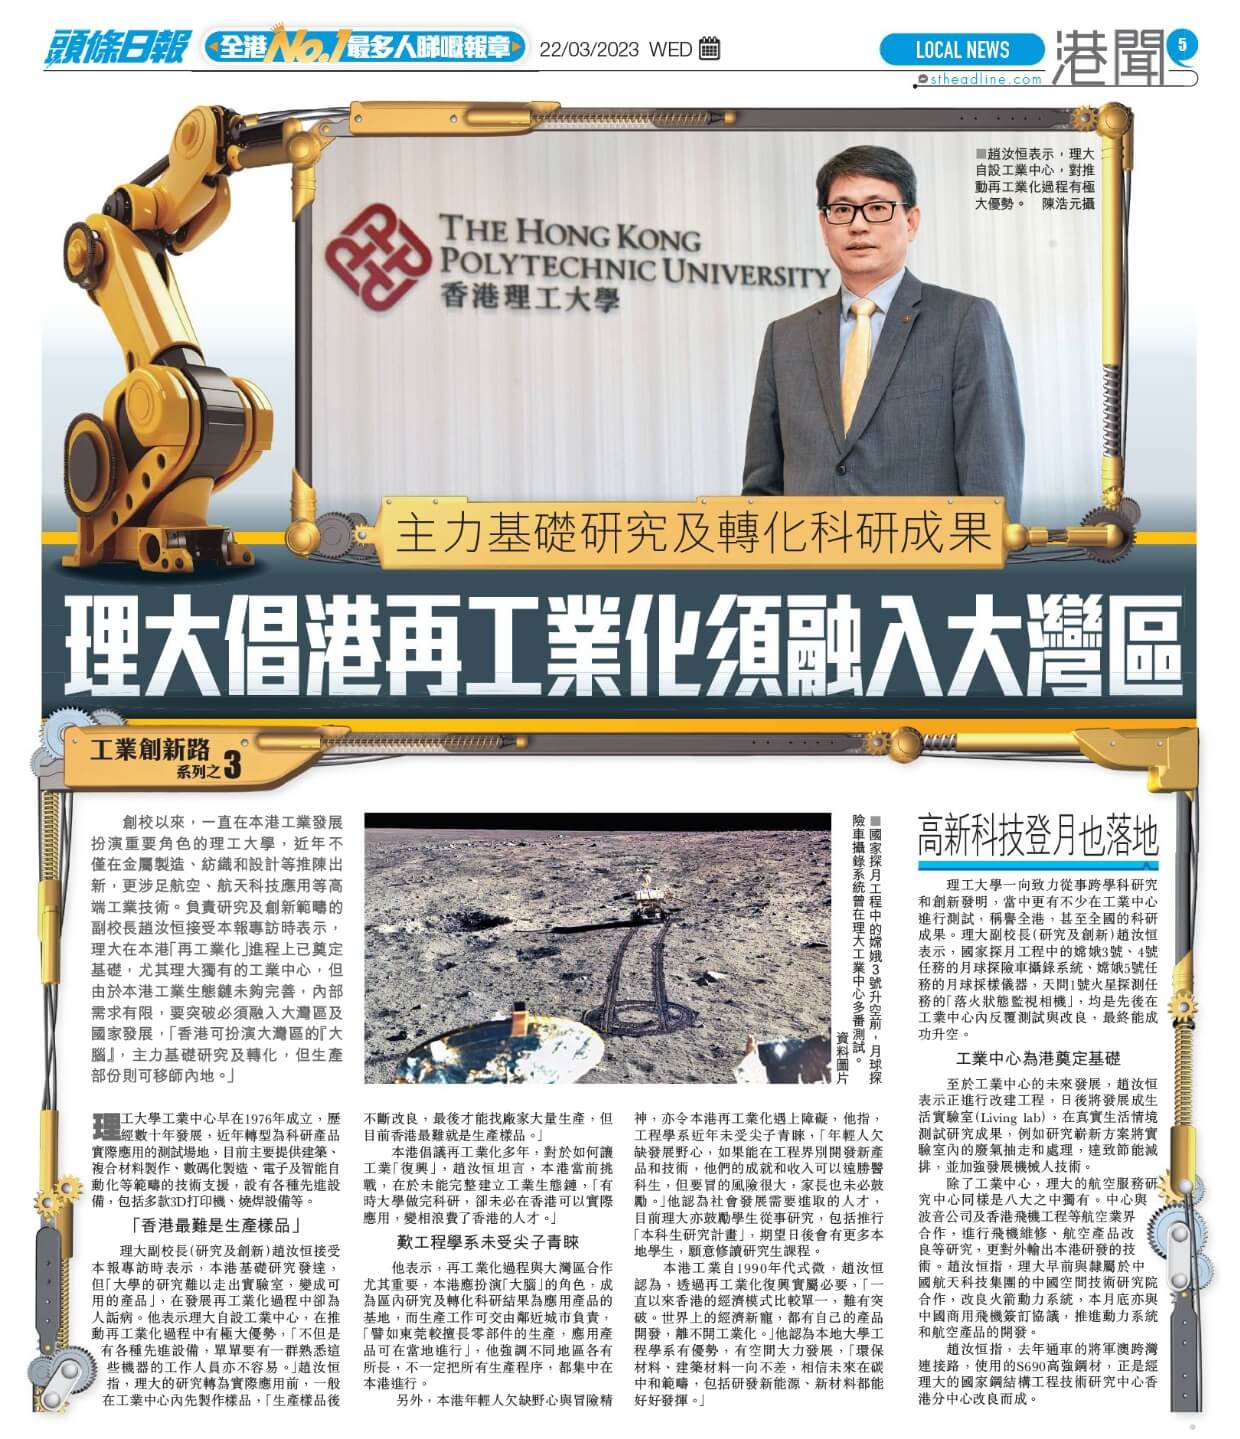 頭條日報
全港No.1最多人睇嘅報章
22/03/2023 WED
LOCAL NEWS
港聞
5
stheadline.com
THE HONG KONG
POLYTECHNIC UNIVERSITY
香港理工大學
■趙汝恒表示，理大
自設工業中心，對推
動再工業化過程有極
大優勢。 陳浩元攝
主力基礎研究及轉化科研成果
理大倡港再工業化須融入大灣區
工業創新路
系列之3
創校以來，一直在本港工業發展
扮演重要角色的理工大學，近年不
僅在金屬製造、紡織和設計等推陳出
新，更涉足航空、航天科技應用等高
端工業技術。負責研究及創新範疇的
副校長趙汝恒接受本報專訪時表示，
理大在本港「再工業化」進程上已奠定
基礎，尤其理大獨有的工業中心，但
由於本港工業生態鏈未夠完善，內部
需求有限，要突破必須融入大灣區及
國家發展，「香港可扮演大灣區的『大
腦』，主力基礎研究及轉化，但生產
部份則可移師內地。」
■國家探月工程中的嫦娥3號升空前，月球探
險車攝錄系統曾在理大工業中心多番測試。
資料圖片
理工大學工業中心早在1976年成立，歷
經數十年發展，近年轉型為科研產品
實際應用的測試場地，目前主要提供建築、
複合材料製作、數碼化製造、電子及智能自
動化等範疇的技術支援，設有各種先進設
備，包括多款3D打印機、燒焊設備等。
「香港最難是生產樣品」
理大副校長(研究及創新)趙汝恒接受
本報專訪時表示，本港基礎研究發達，
但「大學的研究難以走出實驗室，變成可
用的產品」，在發展再工業化過程中卻為
人詬病。他表示理大自設工業中心，在推
動再工業化過程中有極大優勢，「不但是
有各種先進設備，單單要有一群熟悉這
些機器的工作人員亦不容易。」趙汝恒
指，理大的研究轉為實際應用前，一般
在工業中心內先製作樣品，「生產樣品後
不斷改良，最後才能找廠家大量生產，但
目前香港最難就是生產樣品。」
本港倡議再工業化多年，對於如何讓
工業「復興」，趙汝恒坦言，本港當前挑
戰，在於未能完整建立工業生態鏈，「有
時大學做完科研，卻未必在香港可以實際
應用，變相浪費了香港的人才。」
歎工程學系未受尖子青睞
他表示，再工業化過程與大灣區合作
尤其重要，本港應扮演「大腦」的角色，成
為區內研究及轉化科研結果為應用產品的
基地，而生產工作可交由鄰近城市負責，
「譬如東莞較擅長零部件的生產，應用產
品可在當地進行」，他強調不同地區各有
所長，不一定把所有生產程序，都集中在
本港進行。
另外，本港年輕人欠缺野心與冒險精
神，亦令本港再工業化遇上障礙，他指，
工程學系近年未受尖子青睞，「年輕人欠
缺發展野心，如果能在工程界別開發新產
品和技術，他們的成就和收入可以遠勝醫
科生，但要冒的風險很大，家長也未必鼓
勵。」他認為社會發展需要進取的人才，
目前理大亦鼓勵學生從事研究，包括推行
「本科生研究計畫」，期望日後會有更多本
地學生，願意修讀研究生課程。
本港工業自1990年代式微，趙汝恒
認為，透過再工業化復興實屬必要，「一
直以來香港的經濟模式比較單一，難有突
破。世界上的經濟新寵，都有自己的產品
開發，離不開工業化。」他認為本地大學工
程學系有優勢，有空間大力發展，「環保
材料、建築材料一向不差，相信未來在碳
中和範疇，包括研發新能源、新材料都能
好好發揮。」
高新科技登月也落地
理工大學一向致力從事跨學科研究
和創新發明，當中更有不少在工業中心
進行測試，稱譽全港，甚至全國的科研
成果。理大副校長(研究及創新)趙汝恒
表示，國家探月工程中的嫦娥3號、4號
任務的月球探險車攝錄系統、嫦娥5號任
務的月球採樣儀器，天問1號火星探測任
務的「落火狀態監視相機」，均是先後在
工業中心內反覆測試與改良，最終能成
功升空。
工業中心為港奠定基礎
至於工業中心的未來發展，趙汝恒
表示正進行改建工程，日後將發展成生
活實驗室(Living lab)，在真實生活情境
測試研究成果，例如研究嶄新方案將實
驗室內的廢氣抽走和處理，達致節能減
排，並加強發展機械人技術。
除了工業中心，理大的航空服務研
究中心同樣是八大之中獨有。中心與
波音公司及香港飛機工程等航空業界
合作，進行飛機維修、航空產品改
良等研究，更對外輸出本港研發的技
術。趙汝恒指，理大早前與隸屬於中
國航天科技集團的中國空間技術研究院
合作，改良火箭動力系統，本月底亦與
中國商用飛機簽訂協議，推進動力系統
和航空產品的開發。
趙汝恒指，去年通車的將軍澳跨灣
連接路，使用的S690高強鋼材，正是經
理大的國家鋼結構工程技術研究中心香
港分中心改良而成。